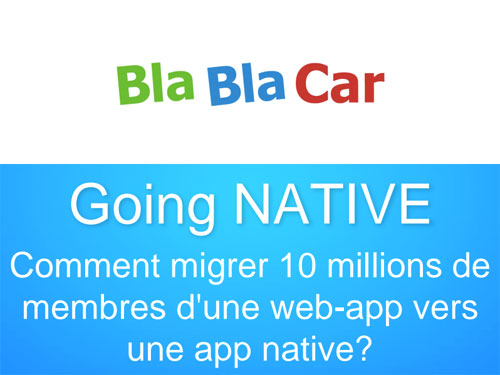 Bla Bla Car
Going NATIVE
Comment migrer 10 millions de
membres d'une web-app vers
une app native?